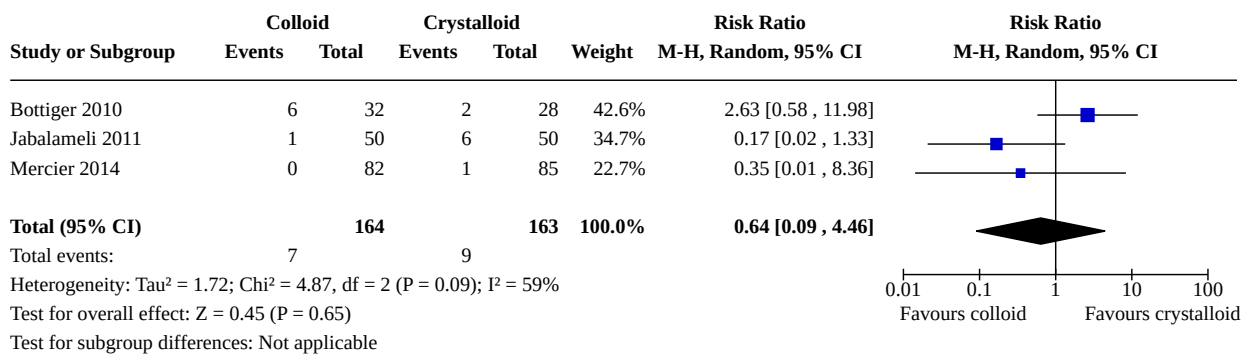 Colloid Crystalloid Risk Ratio Risk Ratio
Study or Subgroup Events Total Events Total Weight M-H, Random, 95% CI M-H, Random, 95% CI
Bottiger 2010 6 32 2 28 42.6% 2.63 [0.58 , 11.98]
Jabalameli 2011 1 50 6 50 34.7% 0.17 [0.02 , 1.33]
Mercier 2014 0 82 1 85 22.7% 0.35 [0.01 , 8.36]
Total (95% CI) 164 163 100.0% 0.64 [0.09 , 4.46]
Total events: 7 9
Heterogeneity: Tau² = 1.72; Chi² = 4.87, df = 2 (P = 0.09); I² = 59%
0.01 0.1 1 10 100
Test for overall effect: Z = 0.45 (P = 0.65)
Favours colloid Favours crystalloid
Test for subgroup differences: Not applicable